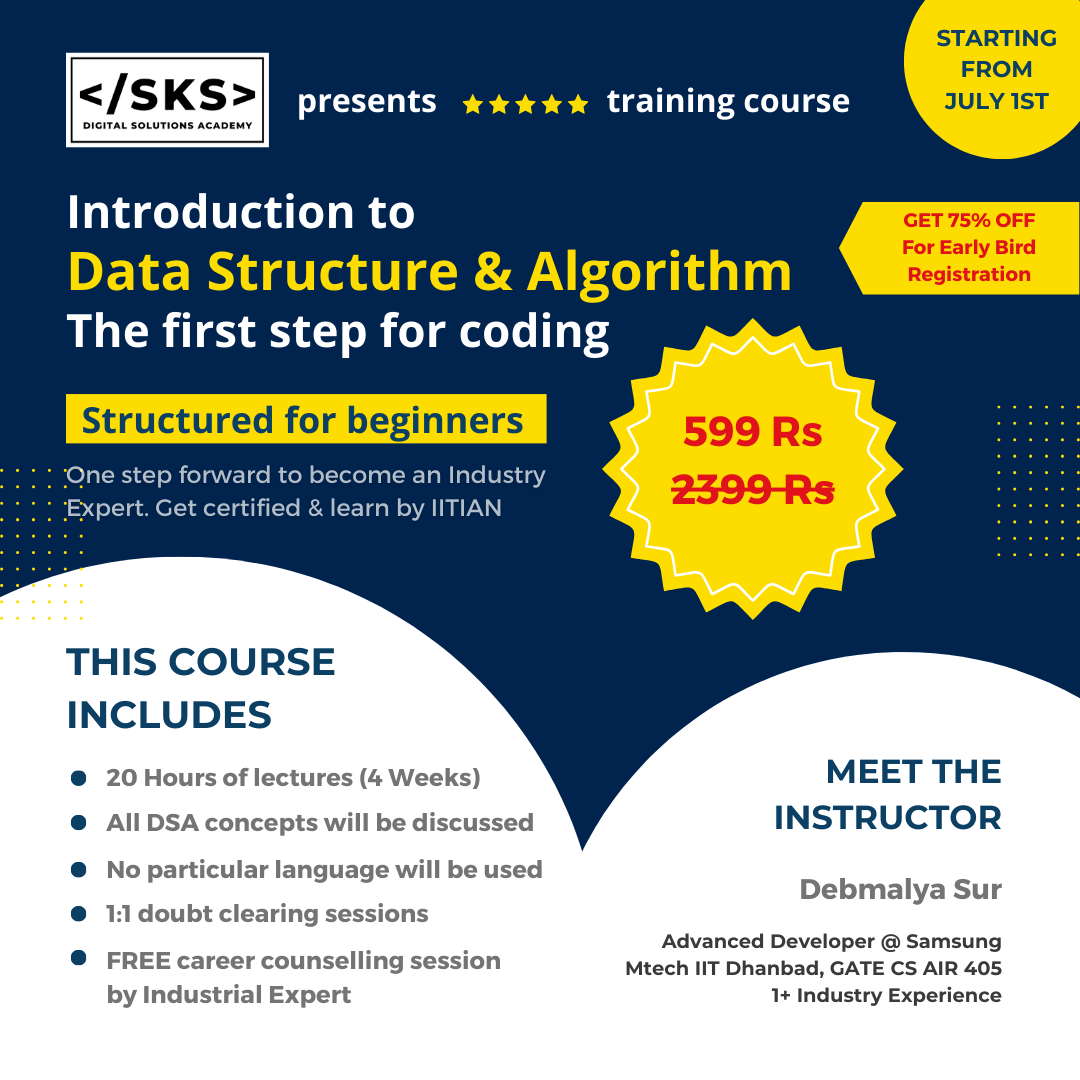 </SKS>
DIGITAL SOLUTIONS ACADEMY
presents training course
STARTING
FROM
JULY 1ST
Introduction to
Data Structure & Algorithm
The first step for coding
GET 75% OFF
For Early Bird
Registration
Structured for beginners
One step forward to become an Industry
Expert. Get certified & learn by IITIAN
599 Rs
2399 Rs
THIS COURSE
INCLUDES
20 Hours of lectures (4 Weeks)
All DSA concepts will be discussed
No particular language will be used
1:1 doubt clearing sessions
FREE career counselling session
by Industrial Expert
MEET THE
INSTRUCTOR
Debmalya Sur
Advanced Developer @ Samsung
Mtech IIT Dhanbad, GATE CS AIR 405
1+ Industry Experience